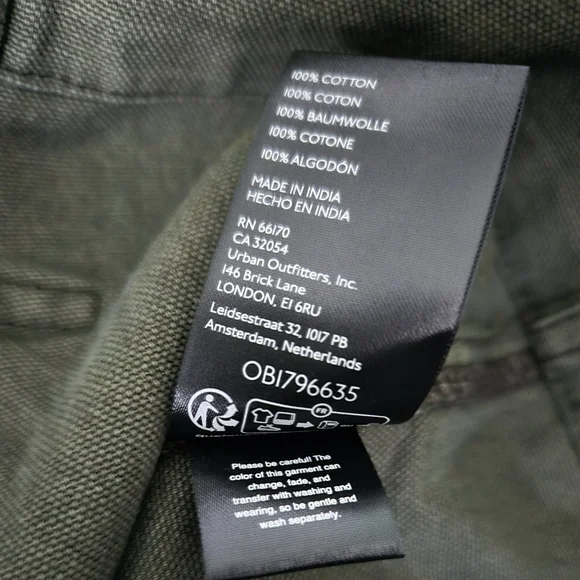 100% COTTON
100% COTON
100% BAUMWOLLE
100% COTONE
100% ALGODÓN
MADE IN INDIA
HECHO EN INDIA
RN 66170
CA 32054
Urban Outfitters, Inc.
146 Brick Lane
LONDON, E1 6RU
Leidsestraat 32, 1017 PB
Amsterdam, Netherlands
OB1796635
FR
Please be careful! The
color of this garment can
change, fade, and
transfer with washing and
wearing, so be gentle and
wash separately.